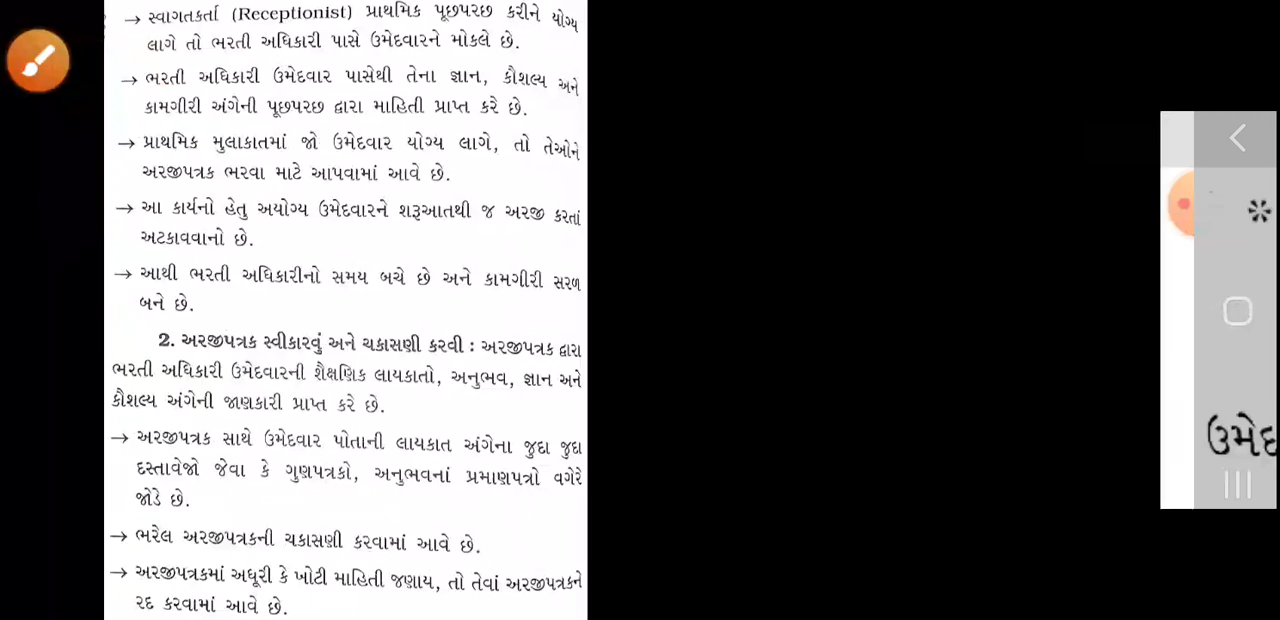 → સ્વાગતકર્તા (Receptionist) પ્રાથમિક પૂછપરછ કરીને યોગ્ય
લાગે તો ભરતી અધિકારી પાસે ઉમેદવારને મોકલે છે.
→ ભરતી અધિકારી ઉમેદવાર પાસેથી તેના જ્ઞાન, કૌશલ્ય અને
કામગીરી અંગેની પૂછપરછ દ્વારા માહિતી પ્રાપ્ત કરે છે.
→ પ્રાથમિક મુલાકાતમાં જો ઉમેદવાર યોગ્ય લાગે, તો તેઓને
અરજીપત્રક ભરવા માટે આપવામાં આવે છે.
→ આ કાર્યનો હેતુ અયોગ્ય ઉમેદવારને શરૂઆતથી જ અરજી કરતાં
અટકાવવાનો છે.
→ આથી ભરતી અધિકારીનો સમય બચે છે અને કામગીરી સરળ
બને છે.
2. અરજીપત્રક સ્વીકારવું અને ચકાસણી કરવી : અરજીપત્રક દ્વારા
ભરતી અધિકારી ઉમેદવારની શૈક્ષણિક લાયકાતો, અનુભવ, જ્ઞાન અને
કૌશલ્ય અંગેની જાણકારી પ્રાપ્ત કરે છે.
→ અરજીપત્રક સાથે ઉમેદવાર પોતાની લાયકાત અંગેના જુદા જુદા
દસ્તાવેજો જેવા કે ગુણપત્રકો, અનુભવનાં પ્રમાણપત્રો વગેરે
જોડે છે.
→ ભરેલ અરજીપત્રકની ચકાસણી કરવામાં આવે છે.
→ અરજીપત્રકમાં અધૂરી કે ખોટી માહિતી જણાય, તો તેવાં અરજીપત્રકને
રદ કરવામાં આવે છે.
*